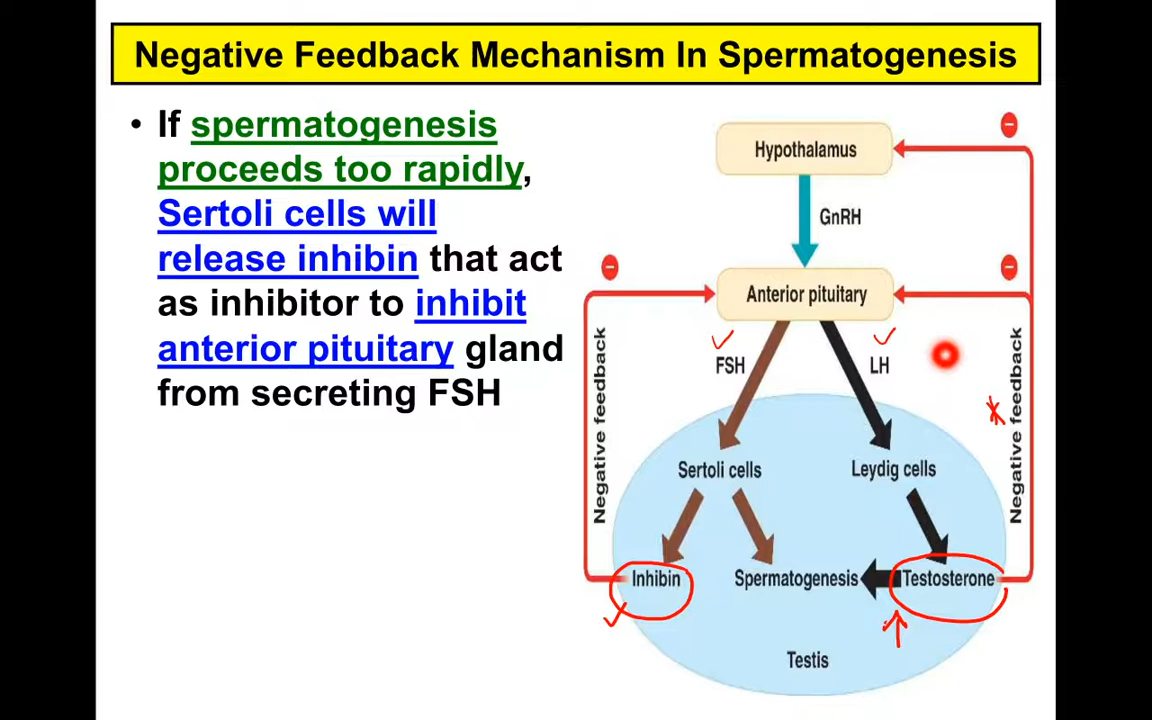 Negative Feedback Mechanism In Spermatogenesis
• If spermatogenesis
proceeds too rapidly,
Sertoli cells will
release inhibin that act
as inhibitor to inhibit
anterior pituitary gland
from secreting FSH
Hypothalamus
GnRH
Anterior pituitary
FSH
LH
Negative feedback
Negative feedback
Sertoli cells
Leydig cells
Inhibin
Spermatogenesis
Testosterone
Testis